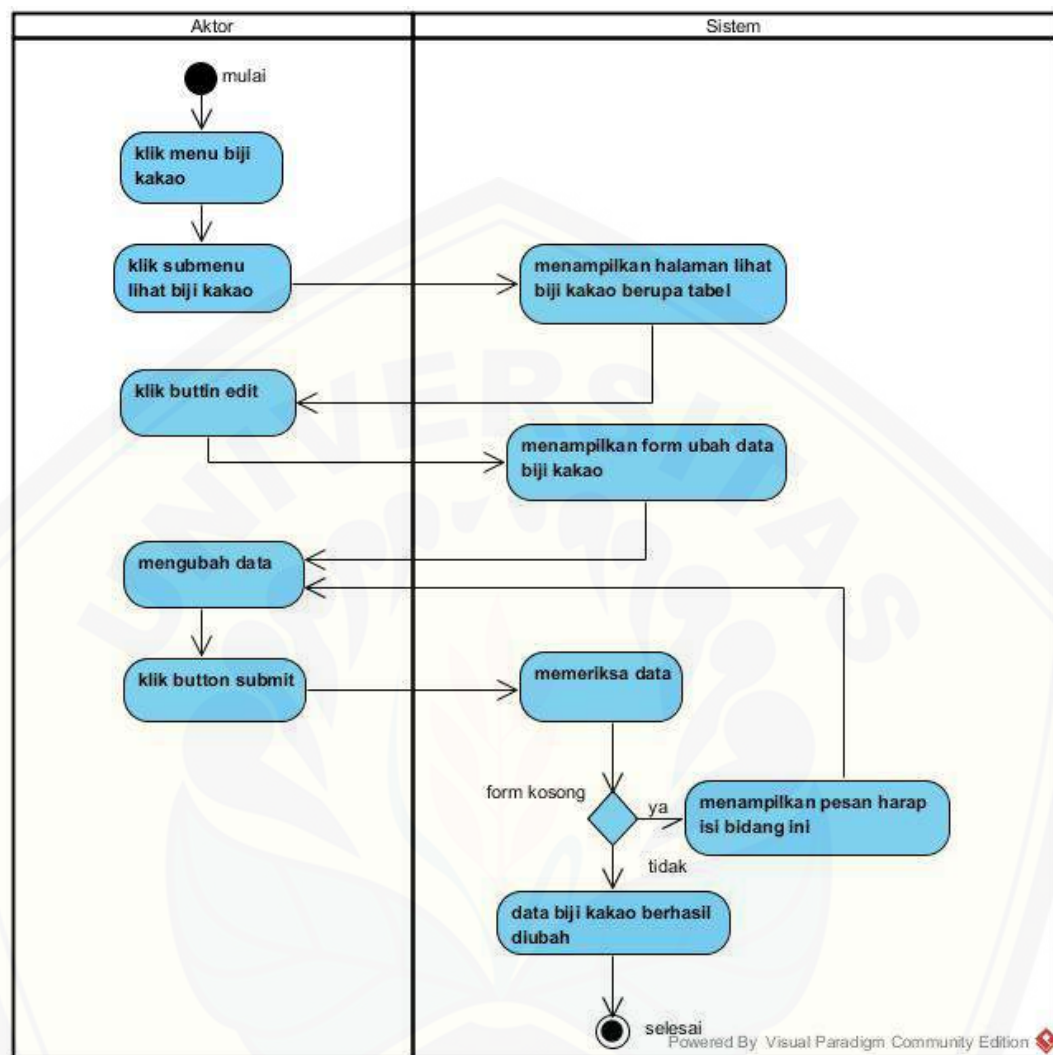 Aktor
Sistem
mulai
klik menu biji
kakao
klik submenu
lihat biji kakao
menampilkan halaman lihat
biji kakao berupa tabel
klik buttin edit
menampilkan form ubah data
biji kakao
mengubah data
klik button submit
memeriksa data
form kosong
ya
menampilkan pesan harap
isi bidang ini
tidak
data biji kakao berhasil
diubah
selesai
Powered By Visual Paradigm Community Edition
UNIVERSITAS